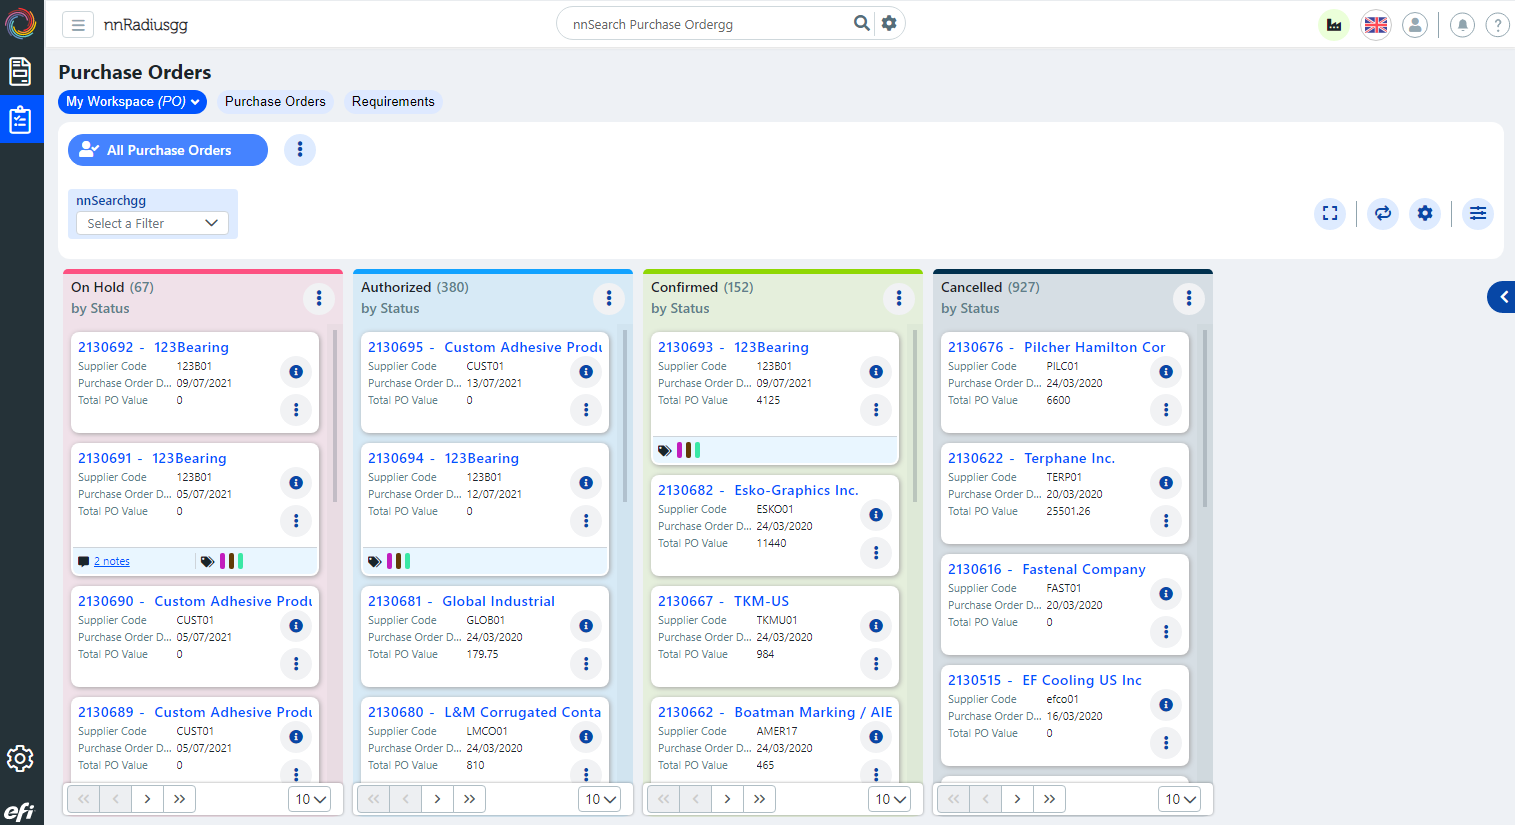 nnRadiusgg
nnSearch Purchase Ordergg
Purchase Orders
My Workspace (PO)
Purchase Orders
Requirements
All Purchase Orders
nnSearchgg
Select a Filter
On Hold (67)
by Status
2130692 - 123Bearing
Supplier Code 123B01
Purchase Order D... 09/07/2021
Total PO Value 0
2130691 - 123Bearing
Supplier Code 123B01
Purchase Order D... 05/07/2021
Total PO Value 0
2 notes
2130690 - Custom Adhesive Produ
Supplier Code CUST01
Purchase Order D... 05/07/2021
Total PO Value 0
2130689 - Custom Adhesive Produ
Supplier Code CUST01
Purchase Order D... 05/07/2021
Total PO Value 0
10
Authorized (380)
by Status
2130695 - Custom Adhesive Produ
Supplier Code CUST01
Purchase Order D... 13/07/2021
Total PO Value 0
2130694 - 123Bearing
Supplier Code 123B01
Purchase Order D... 12/07/2021
Total PO Value 0
2130681 - Global Industrial
Supplier Code GLOB01
Purchase Order D... 24/03/2020
Total PO Value 179.75
2130680 - L&M Corrugated Conta
Supplier Code LMCO01
Purchase Order D... 24/03/2020
Total PO Value 810
10
Confirmed (152)
by Status
2130693 - 123Bearing
Supplier Code 123B01
Purchase Order D... 09/07/2021
Total PO Value 4125
2130682 - Esko-Graphics Inc.
Supplier Code ESKO01
Purchase Order D... 24/03/2020
Total PO Value 11440
2130667 - TKM-US
Supplier Code TKMU01
Purchase Order D... 24/03/2020
Total PO Value 984
2130662 - Boatman Marking / AIE
Supplier Code AMER17
Purchase Order D... 24/03/2020
Total PO Value 465
10
Cancelled (927)
by Status
2130676 - Pilcher Hamilton Cor
Supplier Code PILC01
Purchase Order D... 24/03/2020
Total PO Value 6600
2130622 - Terphane Inc.
Supplier Code TERP01
Purchase Order D... 20/03/2020
Total PO Value 25501.26
2130616 - Fastenal Company
Supplier Code FAST01
Purchase Order D... 20/03/2020
Total PO Value 0
2130515 - EF Cooling US Inc
Supplier Code efco01
Purchase Order D... 16/03/2020
Total PO Value 0
10
efi